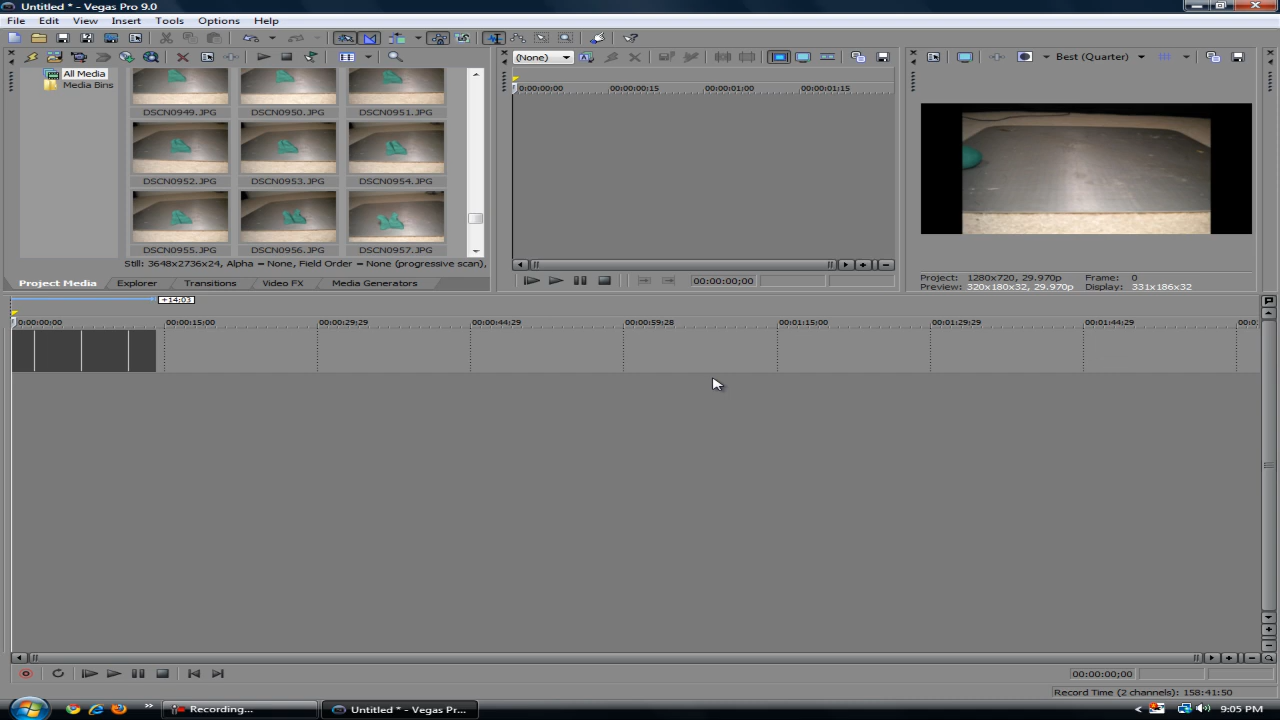 Untitled * - Vegas Pro 9.0
File Edit View Insert Tools Options Help
All Media
Media Bins
DSCN0949.JPG DSCN0950.JPG DSCN0951.JPG
DSCN0952.JPG DSCN0953.JPG DSCN0954.JPG
DSCN0955.JPG DSCN0956.JPG DSCN0957.JPG
Still: 3648x2736x24, Alpha = None, Field Order = None (progressive scan),
Project Media Explorer Transitions Video FX Media Generators
(None)
0:00:00:00 00:00:00:15 00:00:01:00 00:00:01:15
00:00:00;00
Best (Quarter)
Project: 1280x720, 29.970p Frame: 0
Preview: 320x180x32, 29.970p Display: 331x186x32
+14:03
0:00:00:00 00:00:15:00 00:00:29:29 00:00:44:29 00:00:59:28 00:01:15:00 00:01:29:29 00:01:44:29 00:0
00:00:00;00
Record Time (2 channels): 158:41:50
Recording... Untitled * - Vegas Pro... 9:05 PM